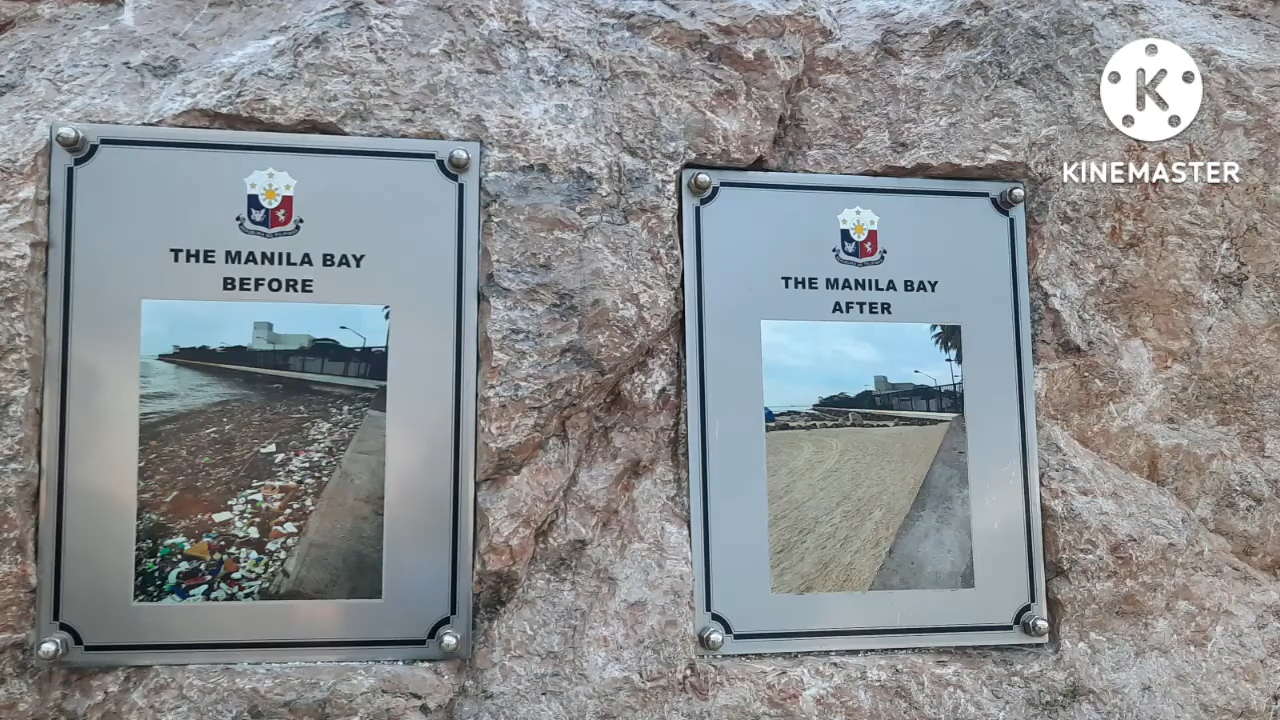 THE MANILA BAY
BEFORE
THE MANILA BAY
AFTER
K
KINEMASTER